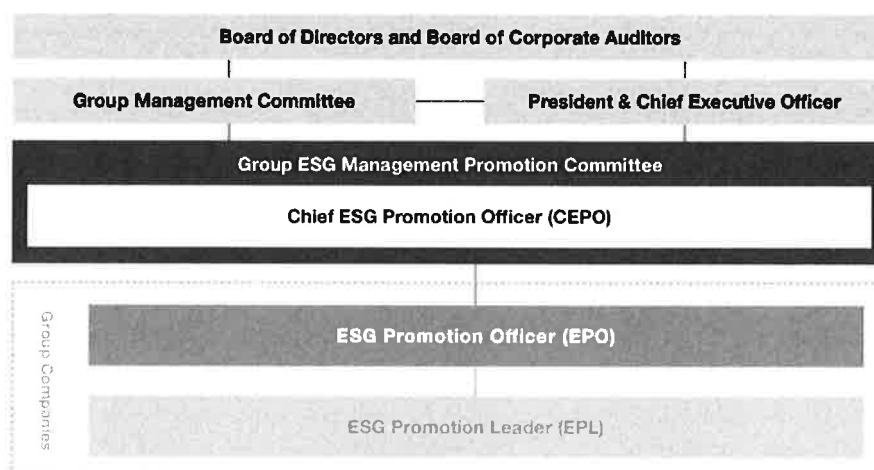 Board of Directors and Board of Corporate Auditors
Group Management Committee
President & Chief Executive Officer
Group ESG Management Promotion Committee
Chief ESG Promotion Officer (CEPO)
Group Companies
ESG Promotion Officer (EPO)
ESG Promotion Leader (EPL)